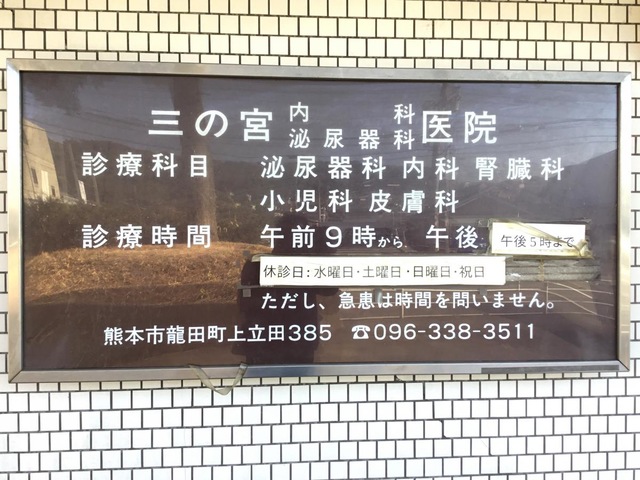 三の宮内科泌尿器科医院
診療科目 泌尿器科 内科 腎臓科
小児科 皮膚科
診療時間 午前9時から 午後 午後5時まで
休診日:水曜日・土曜日・日曜日・祝日
ただし、急患は時間を問いません。
熊本市龍田町上立田385 ☎096-338-3511